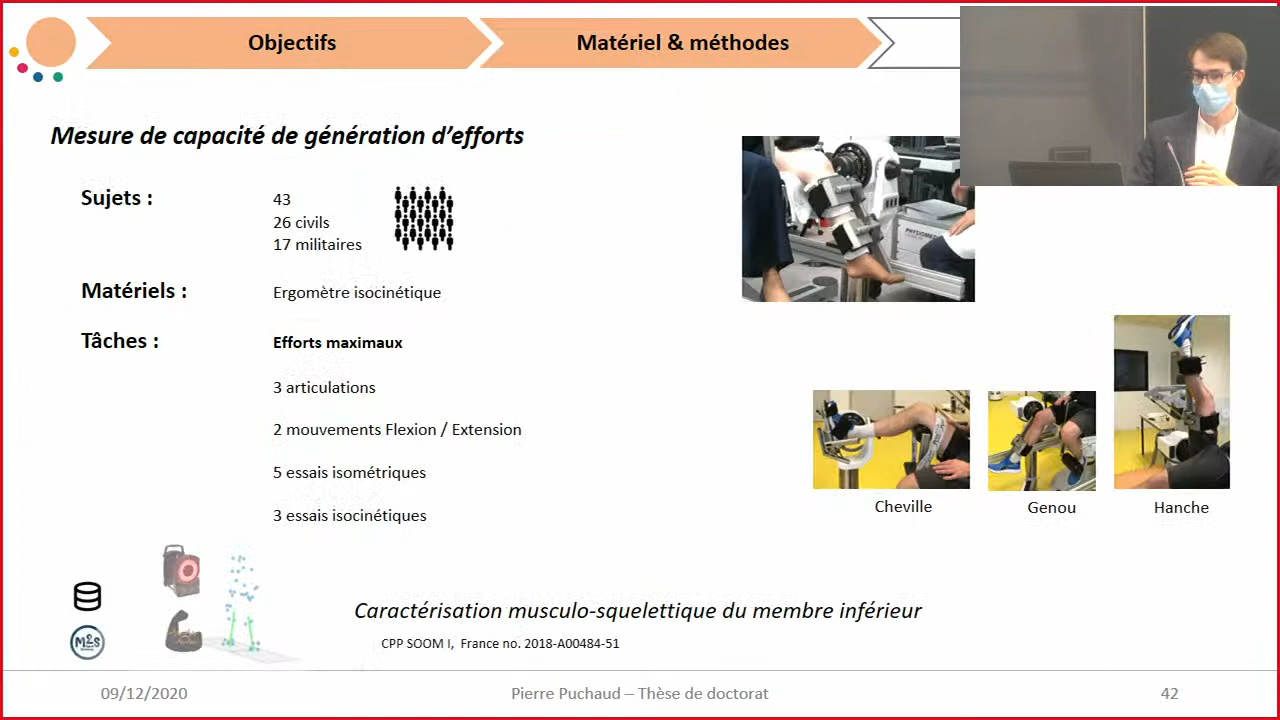 Objectifs
Matériel & méthodes
Mesure de capacité de génération d’efforts
Sujets :
43
26 civils
17 militaires
Matériels :
Ergomètre isocinétique
Tâches :
Efforts maximaux
3 articulations
2 mouvements Flexion / Extension
5 essais isométriques
3 essais isocinétiques
PHYSIOMED
Cheville
Genou
Hanche
Caractérisation musculo-squelettique du membre inférieur
CPP SOOM I, France no. 2018-A00484-51
M2S
09/12/2020
Pierre Puchaud – Thèse de doctorat
42